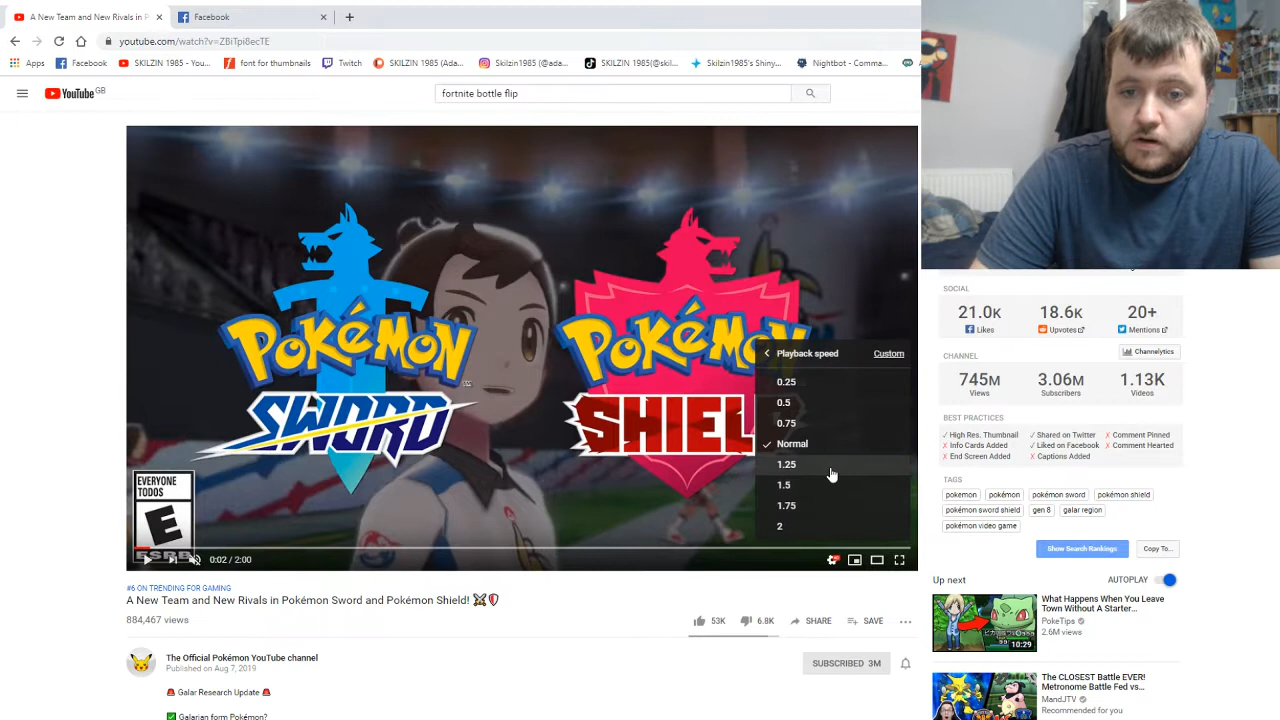 A New Team and New Rivals in P
Facebook
youtube.com/watch?v=ZBiTpi8ecTE
Apps
Facebook
SKILZIN 1985 - You...
font for thumbnails
Twitch
SKILZIN 1985 (Ada...
Skilzin1985 (@ada...
SKILZIN 1985(@skil...
Skilzin1985's Shiny...
Nightbot - Comma...
YouTube GB
fortnite bottle flip
POKéMON
SWORD
POKéMON
SHIEL
Playback speed
Custom
0.25
0.5
0.75
Normal
1.25
1.5
1.75
2
EVERYONE
TODOS
E
ESRB
0:02 / 2:00
#6 ON TRENDING FOR GAMING
A New Team and New Rivals in Pokémon Sword and Pokémon Shield!
884,467 views
53K
6.8K
SHARE
SAVE
The Official Pokémon YouTube channel
Published on Aug 7, 2019
SUBSCRIBED 3M
Galar Research Update
Galarian form Pokémon?
SOCIAL
21.0K
18.6K
20+
Likes
Upvotes
Mentions
CHANNEL
Channelytics
745M
3.06M
1.13K
Views
Subscribers
Videos
BEST PRACTICES
✓ High Res. Thumbnail
✓ Shared on Twitter
✗ Comment Pinned
✗ Info Cards Added
✓ Liked on Facebook
✗ Comment Hearted
✗ End Screen Added
✗ Captions Added
TAGS
pokemon
pokémon
pokémon sword
pokémon shield
pokémon sword shield
gen 8
galar region
pokémon video game
Show Search Rankings
Copy To...
Up next
AUTOPLAY
What Happens When You Leave
Town Without A Starter...
PokeTips
2.6M views
10:29
The CLOSEST Battle EVER!
Metronome Battle Fed vs...
MandJTV
Recommended for you